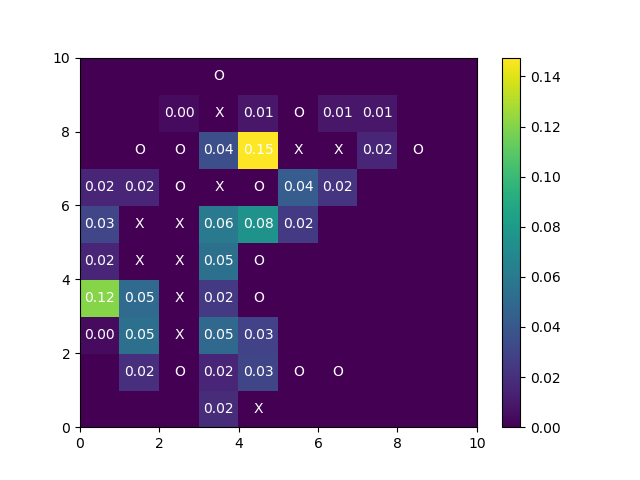 10
O
0.00 X 0.01 O 0.01 0.01
8
O O 0.04 0.15 X X 0.02 O
0.02 0.02 O X O 0.04 0.02
6
0.03 X X 0.06 0.08 0.02
0.02 X X 0.05 O
4
0.12 0.05 X 0.02 O
0.00 0.05 X 0.05 0.03
2
0.02 O 0.02 0.03 O O
0.02 X
0
0 2 4 6 8 10
0.14
0.12
0.10
0.08
0.06
0.04
0.02
0.00